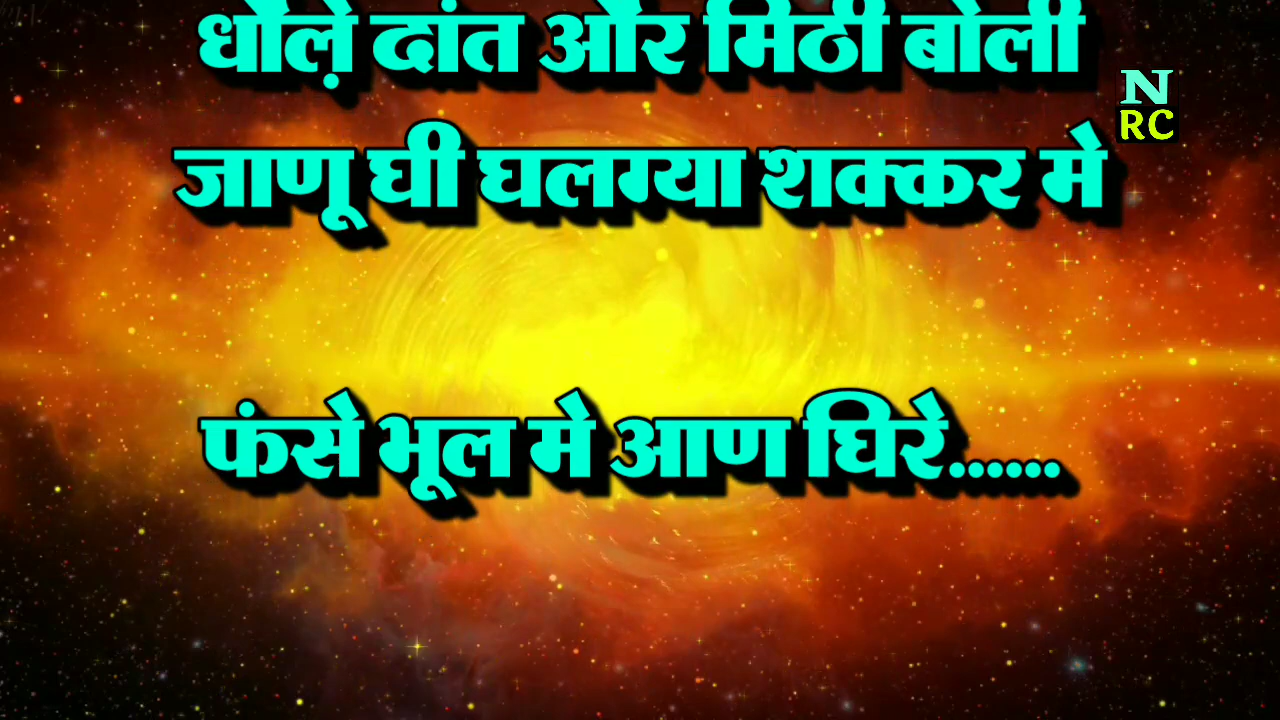 धोले़ दांत और मिठी बोली
N
RC
जाणू घी घलग्या शक्कर मे
फंसे भूल मे आण घिरे......